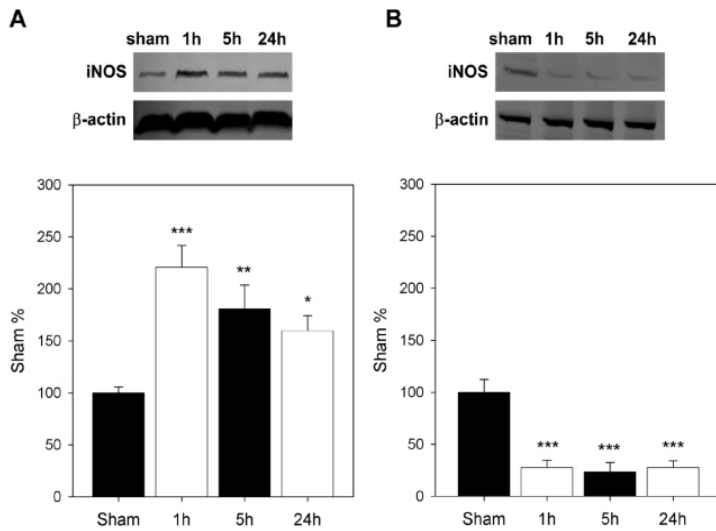 A
sham 1h 5h 24h
iNOS
β-actin
300
250
200
150
100
50
0
Sham %
***
**
*
Sham 1h 5h 24h
B
sham 1h 5h 24h
iNOS
β-actin
300
250
200
150
100
50
0
Sham %
*** *** ***
Sham 1h 5h 24h